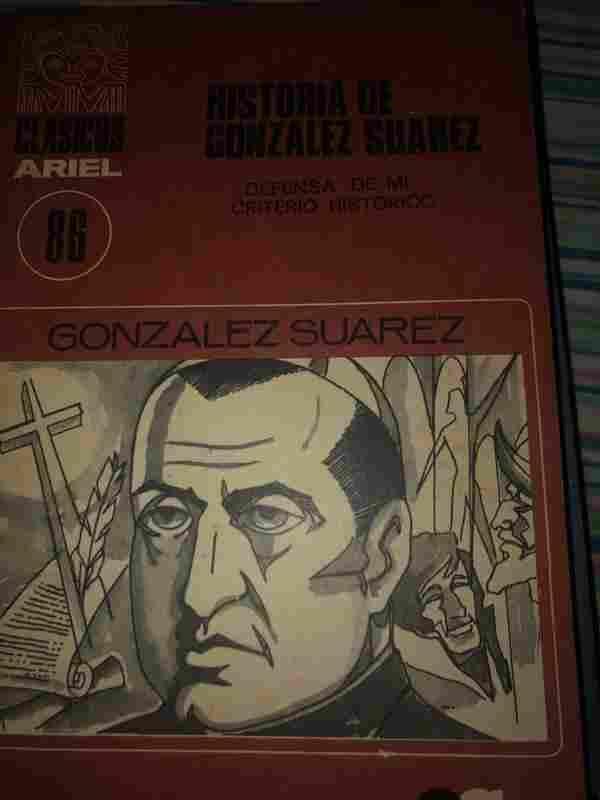 CLASICOS
ARIEL
86
HISTORIA DE
GONZALEZ SUAREZ
DEFENSA DE MI
CRITERIO HISTORICO
GONZALEZ SUAREZ